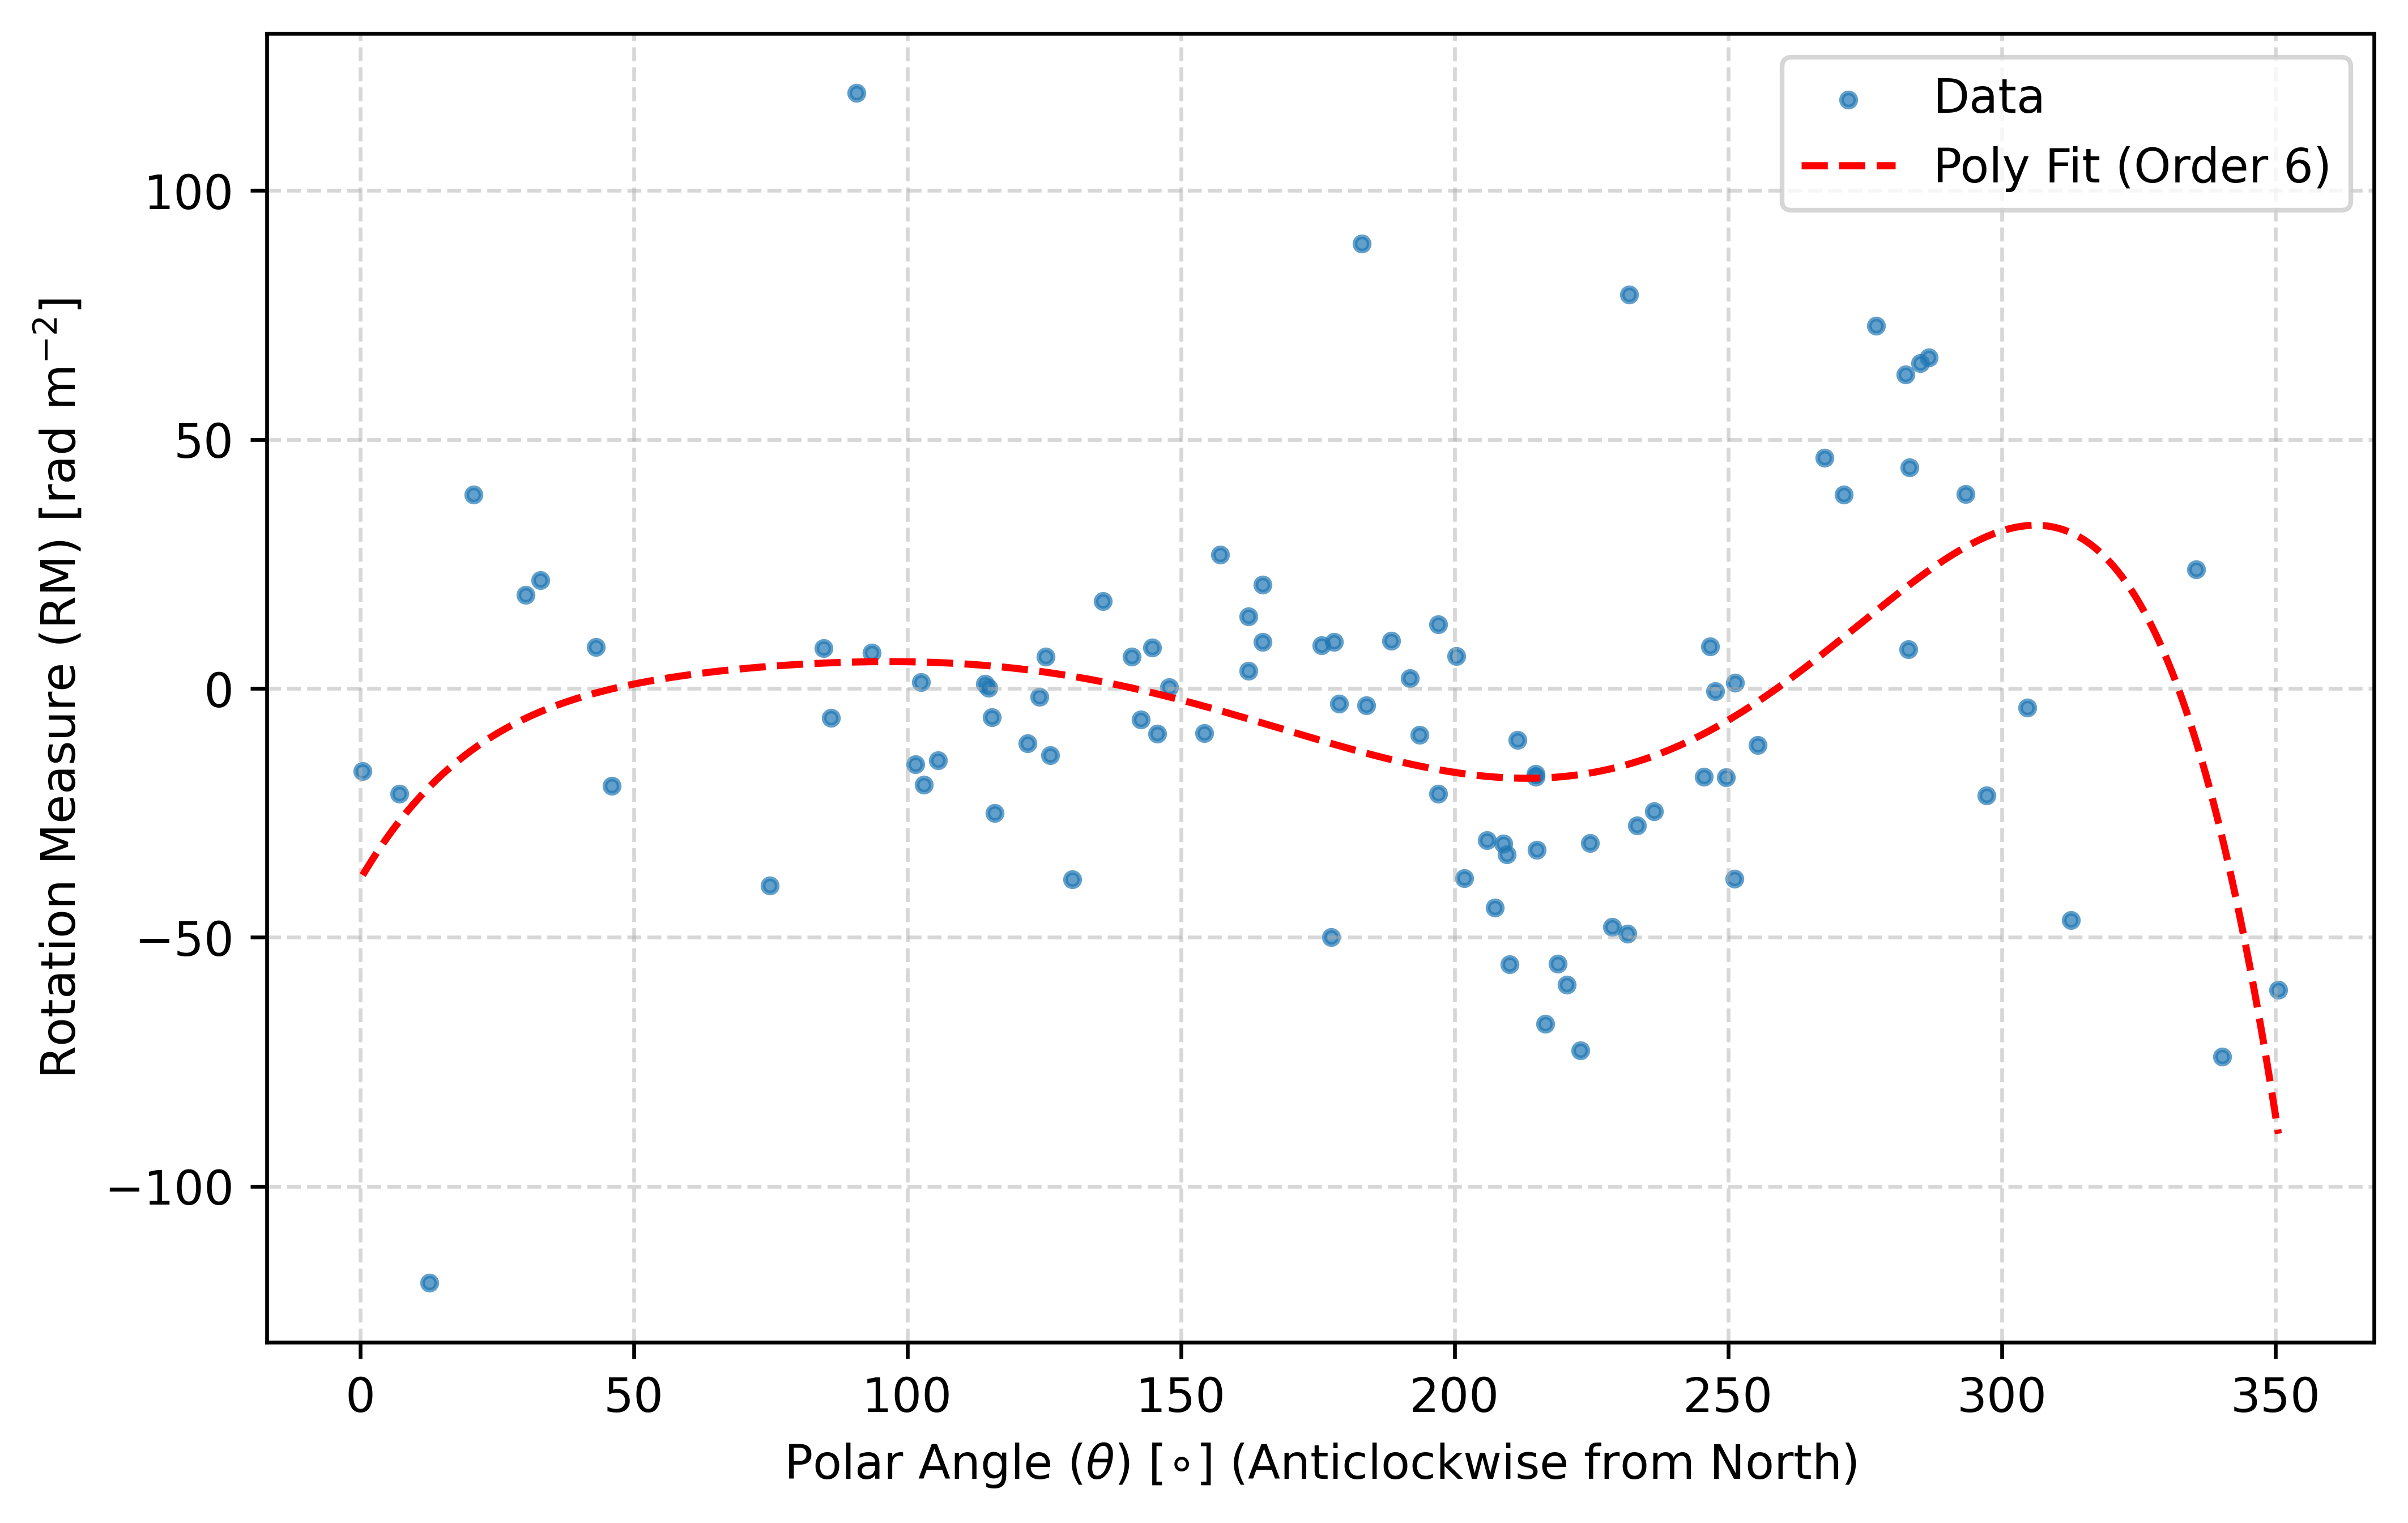 Data
Poly Fit (Order 6)
100
50
0
−50
−100
Rotation Measure (RM) [rad m⁻²]
0 50 100 150 200 250 300 350
Polar Angle (θ) [∘] (Anticlockwise from North)